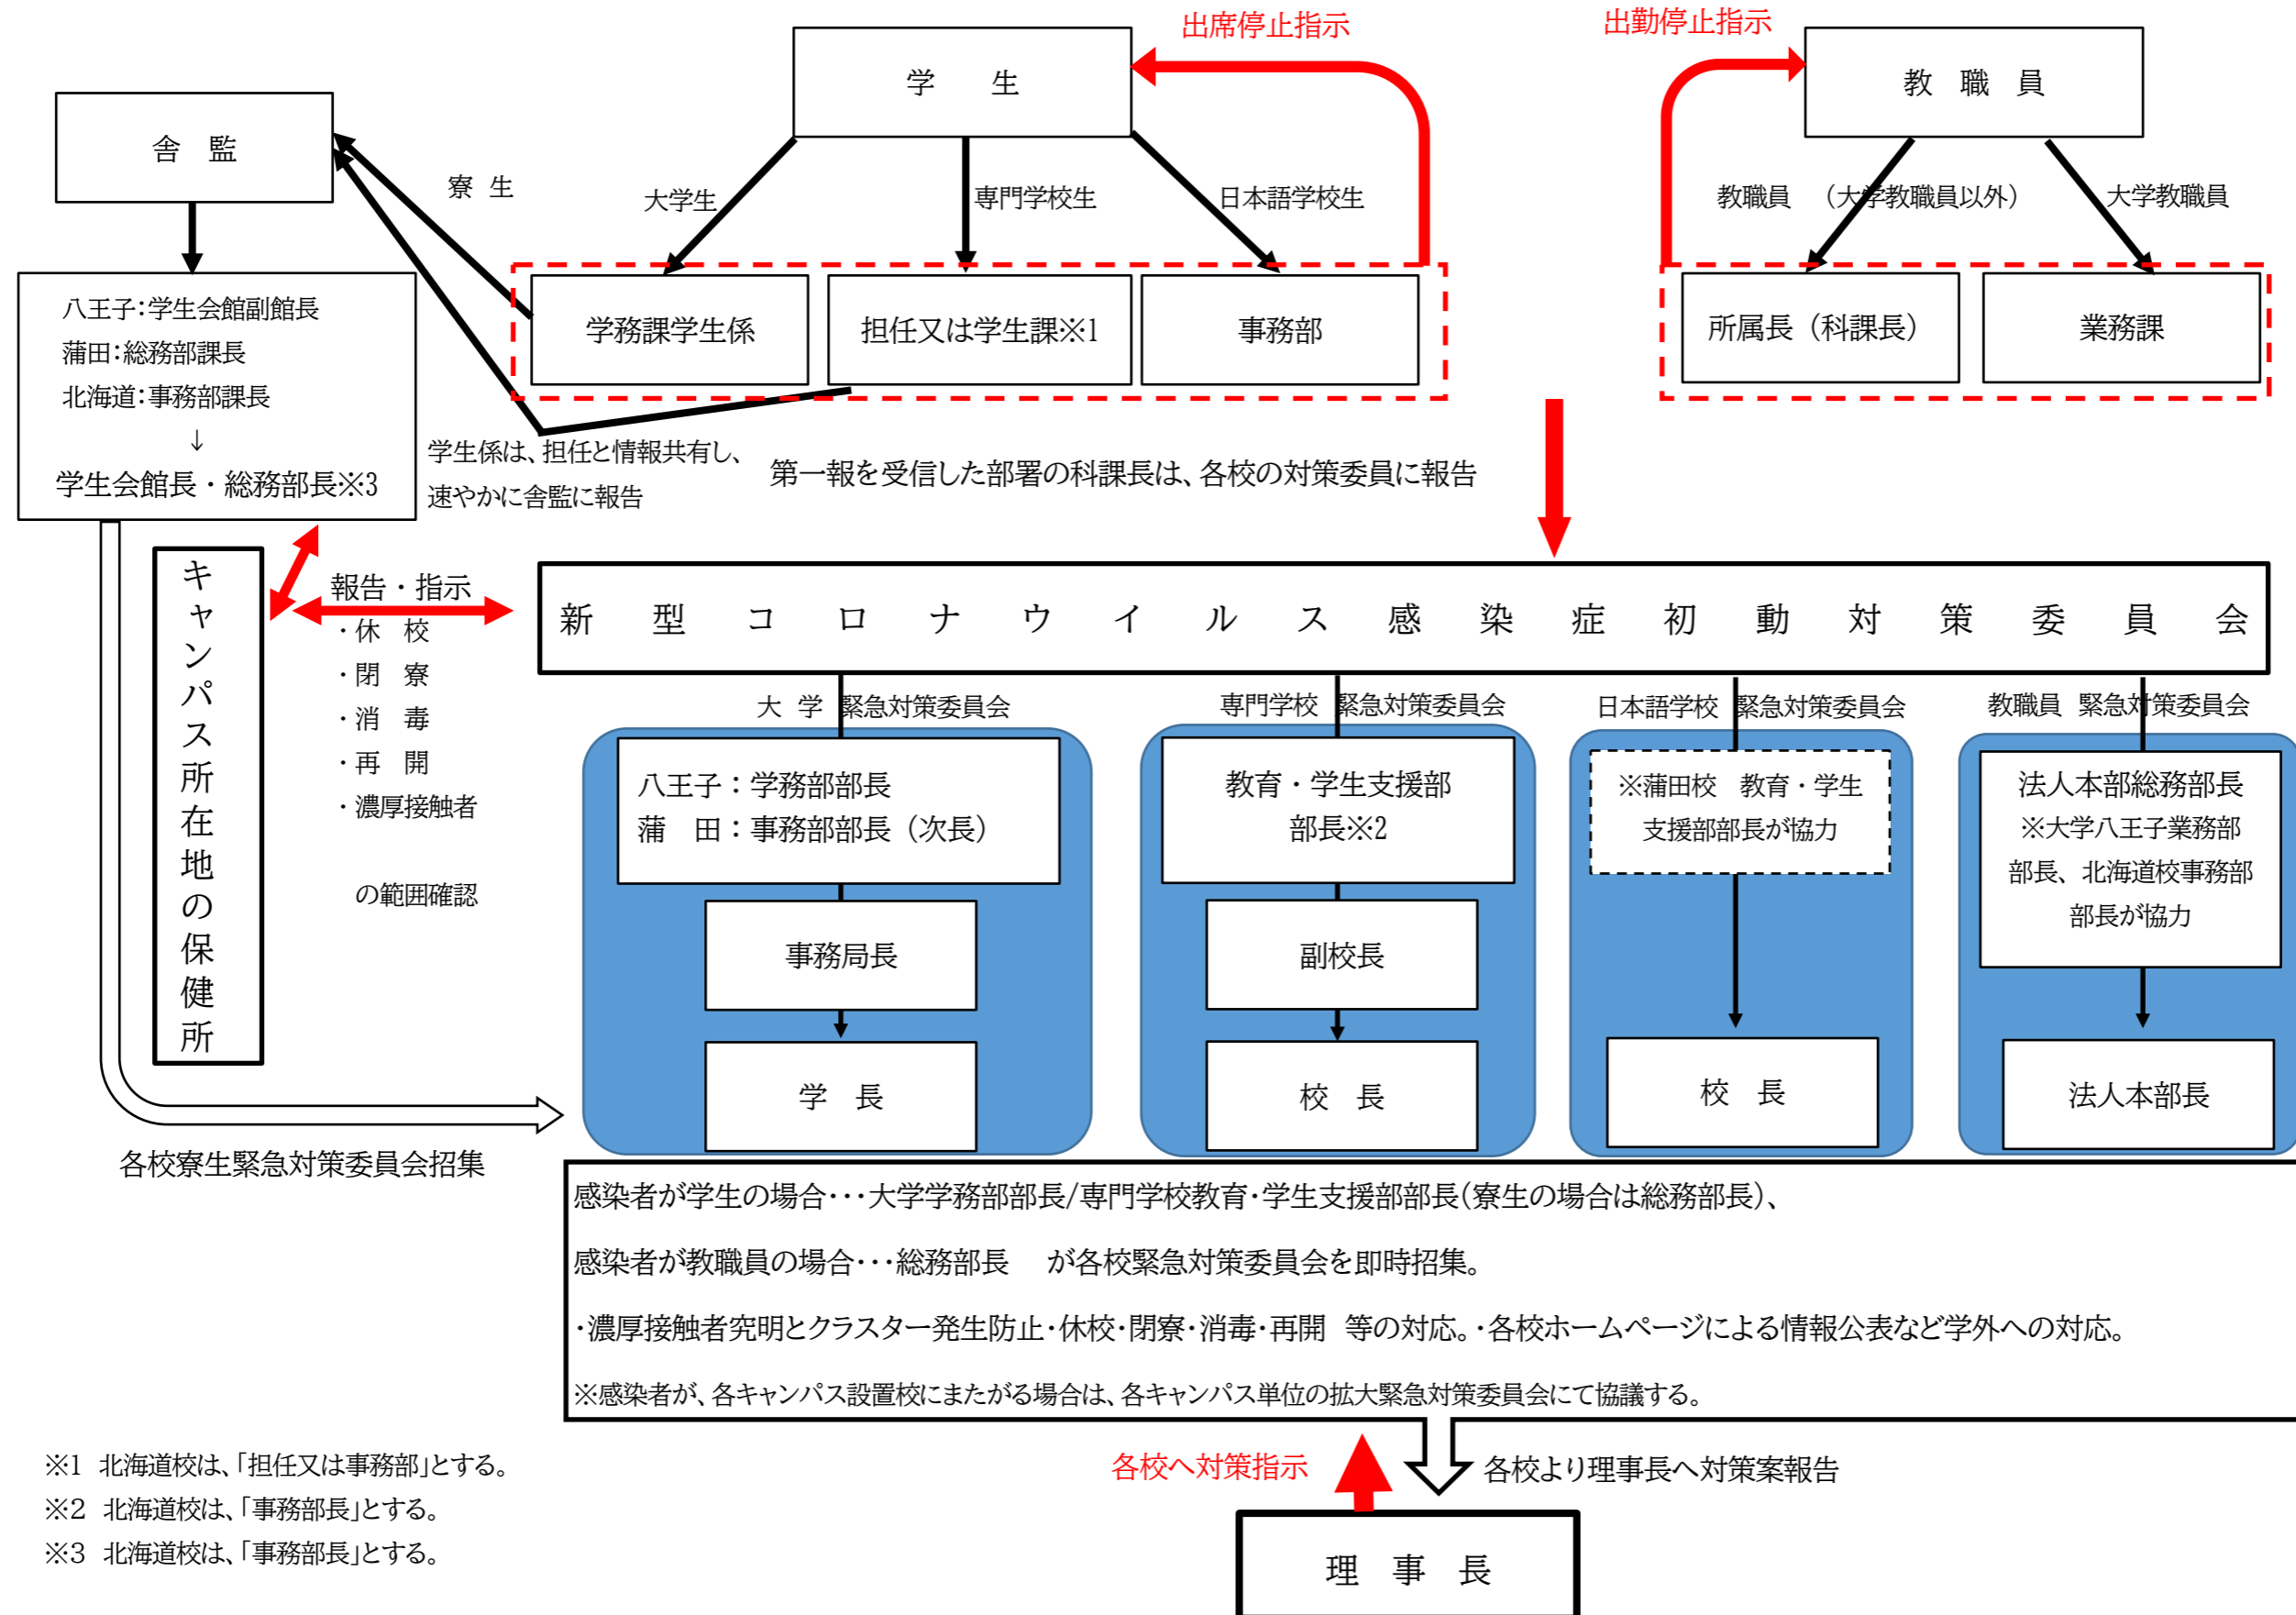 出席停止指示
出勤停止指示
学　生
教　職　員
舎　監
寮　生
大学生
専門学校生
日本語学校生
教職員　（大学教職員以外）
大学教職員
八王子：学生会館副館長
蒲田：総務部課長
北海道：事務部課長
↓
学生会館長・総務部長※3
学務課学生係
担任又は学生課※1
事務部
所属長（科課長）
業務課
学生係は、担任と情報共有し、
速やかに舎監に報告
第一報を受信した部署の科課長は、各校の対策委員に報告
キャンパス所在地の保健所
報告・指示
・休　校
・閉　寮
・消　毒
・再　開
・濃厚接触者
の範囲確認
新型コロナウイルス感染症初動対策委員会
大　学　緊急対策委員会
専門学校　緊急対策委員会
日本語学校　緊急対策委員会
教職員　緊急対策委員会
八王子：学務部部長
蒲　田：事務部部長（次長）
事務局長
学　長
教育・学生支援部
部長※2
副校長
校　長
※蒲田校　教育・学生
支援部部長が協力
校　長
法人本部総務部長
※大学八王子業務部
部長、北海道校事務部
部長が協力
法人本部長
各校寮生緊急対策委員会招集
感染者が学生の場合・・・大学学務部部長/専門学校教育・学生支援部部長（寮生の場合は総務部長）、
感染者が教職員の場合・・・総務部長　が各校緊急対策委員会を即時招集。
・濃厚接触者究明とクラスター発生防止・休校・閉寮・消毒・再開　等の対応。・各校ホームページによる情報公表など学外への対応。
※感染者が、各キャンパス設置校にまたがる場合は、各キャンパス単位の拡大緊急対策委員会にて協議する。
各校へ対策指示
各校より理事長へ対策案報告
理　事　長
※1　北海道校は、「担任又は事務部」とする。
※2　北海道校は、「事務部長」とする。
※3　北海道校は、「事務部長」とする。